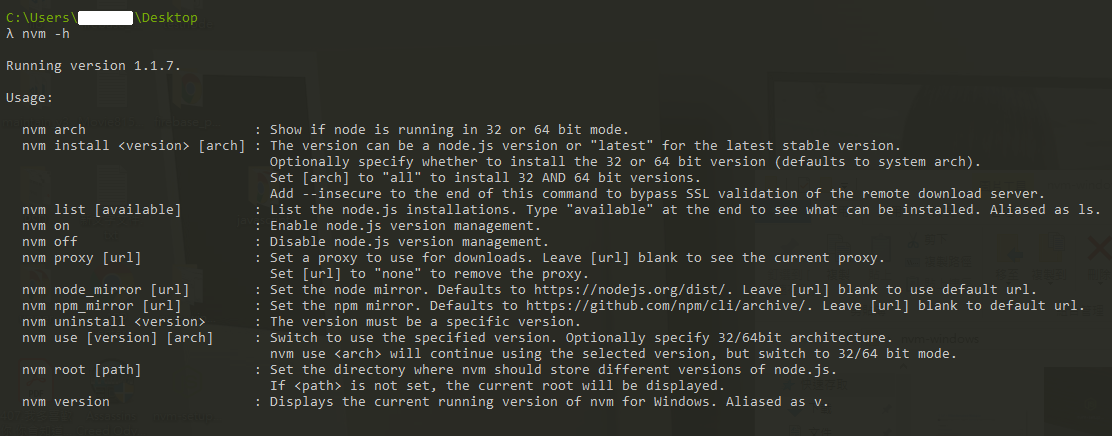 C:\Users\ \Desktop
λ nvm -h
Running version 1.1.7.
Usage:
nvm arch : Show if node is running in 32 or 64 bit mode.
nvm install <version> [arch] : The version can be a node.js version or "latest" for the latest stable version.
Optionally specify whether to install the 32 or 64 bit version (defaults to system arch).
Set [arch] to "all" to install 32 AND 64 bit versions.
Add --insecure to the end of this command to bypass SSL validation of the remote download server.
nvm list [available] : List the node.js installations. Type "available" at the end to see what can be installed. Aliased as ls.
nvm on : Enable node.js version management.
nvm off : Disable node.js version management.
nvm proxy [url] : Set a proxy to use for downloads. Leave [url] blank to see the current proxy.
Set [url] to "none" to remove the proxy.
nvm node_mirror [url] : Set the node mirror. Defaults to https://nodejs.org/dist/. Leave [url] blank to use default url.
nvm npm_mirror [url] : Set the npm mirror. Defaults to https://github.com/npm/cli/archive/. Leave [url] blank to default url.
nvm uninstall <version> : The version must be a specific version.
nvm use [version] [arch] : Switch to use the specified version. Optionally specify 32/64bit architecture.
nvm use <arch> will continue using the selected version, but switch to 32/64 bit mode.
nvm root [path] : Set the directory where nvm should store different versions of node.js.
If <path> is not set, the current root will be displayed.
nvm version : Displays the current running version of nvm for Windows. Aliased as v.